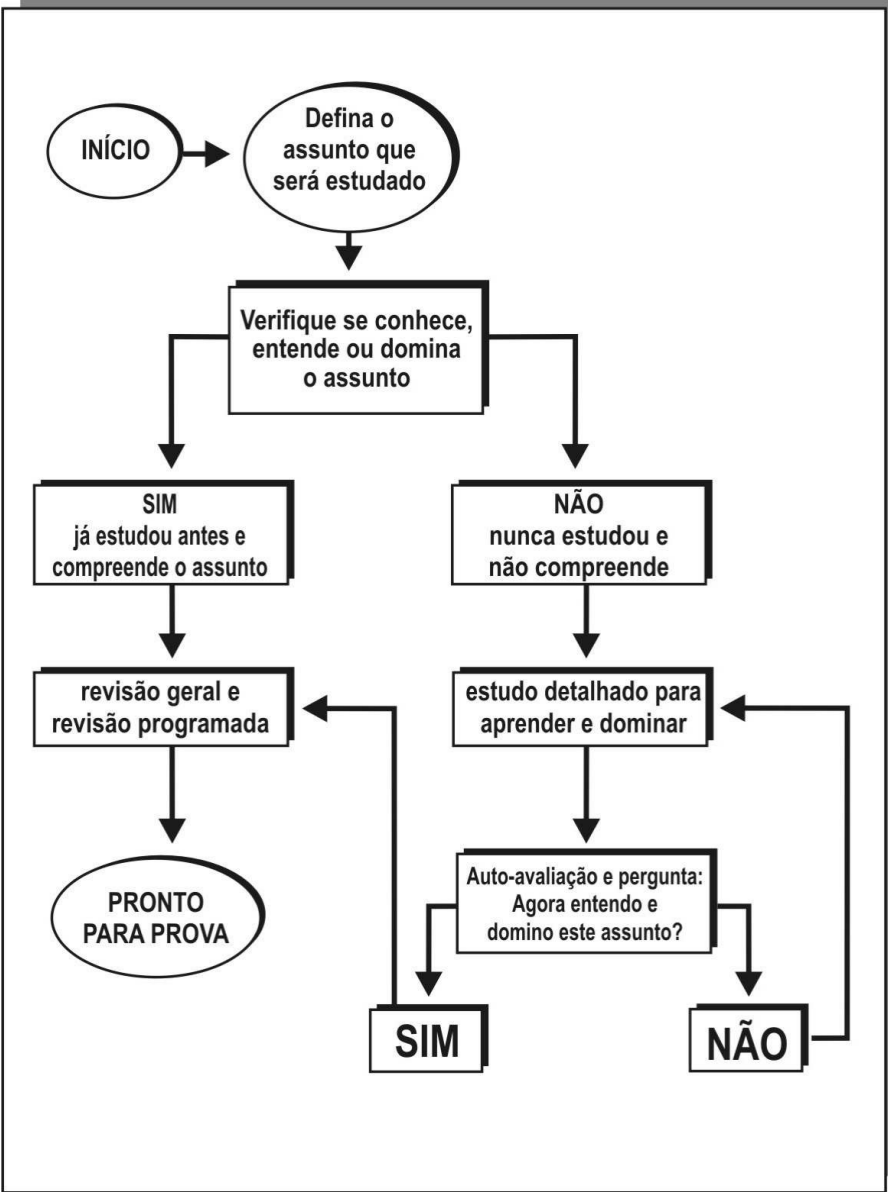 INÍCIO
Defina o
assunto que
será estudado
Verifique se conhece,
entende ou domina
o assunto
SIM
já estudou antes e
compreende o assunto
NÃO
nunca estudou e
não compreende
revisão geral e
revisão programada
estudo detalhado para
aprender e dominar
PRONTO
PARA PROVA
Auto-avaliação e pergunta:
Agora entendo e
domino este assunto?
SIM
NÃO